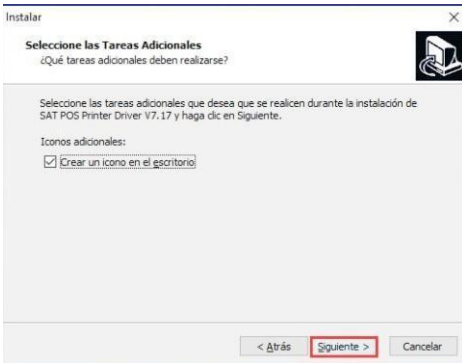 Instalar
Seleccione las Tareas Adicionales
¿Qué tareas adicionales deben realizarse?
Seleccione las tareas adicionales que desea que se realicen durante la instalación de
SAT POS Printer Driver V7.17 y haga clic en Siguiente.
Iconos adicionales:
Crear un icono en el escritorio
< Atrás Siguiente > Cancelar